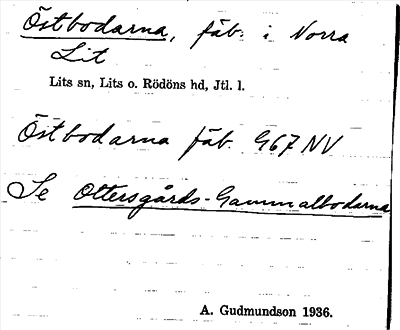 Östbodarna, fäb. i Norra
Lit
Lits sn, Lits o. Rödöns hd, Jtl. l.
Östbodarna fäb. 967 NV
Se Ottersgårds-Gammalbodarna
A. Gudmundson 1936.